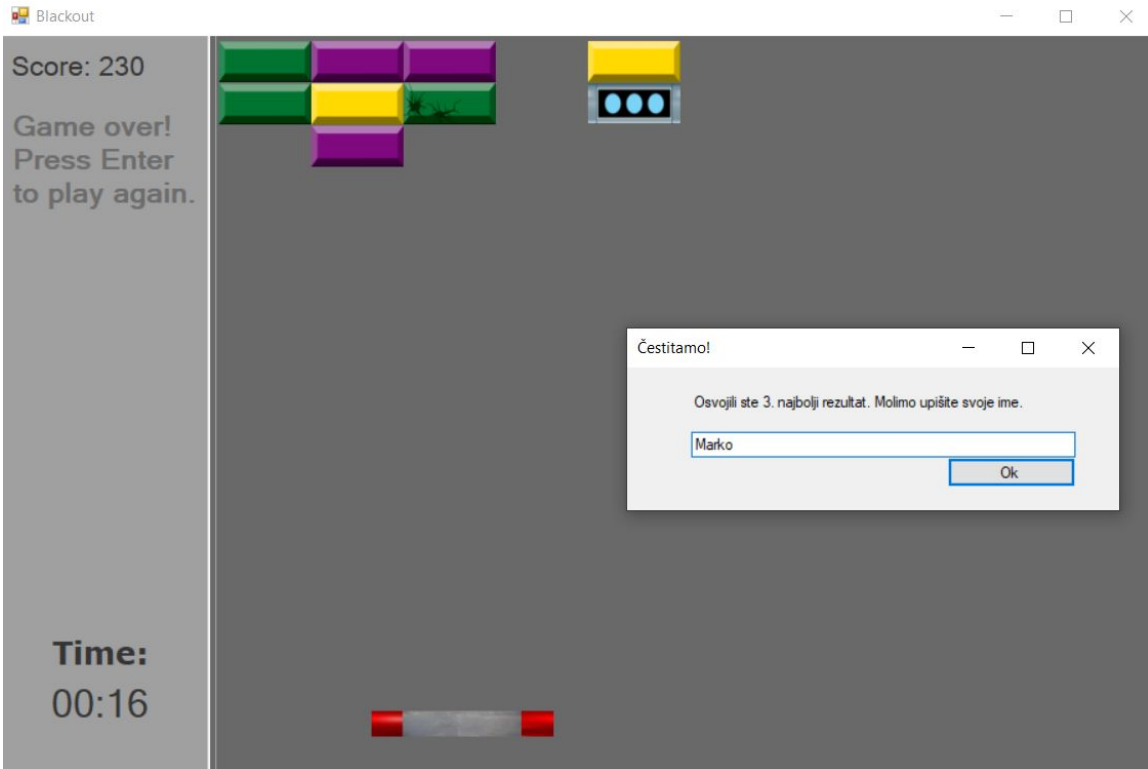 Blackout
Score: 230
Game over!
Press Enter
to play again.
Čestitamo!
Osvojili ste 3. najbolji rezultat. Molimo upišite svoje ime.
Marko
Ok
Time:
00:16